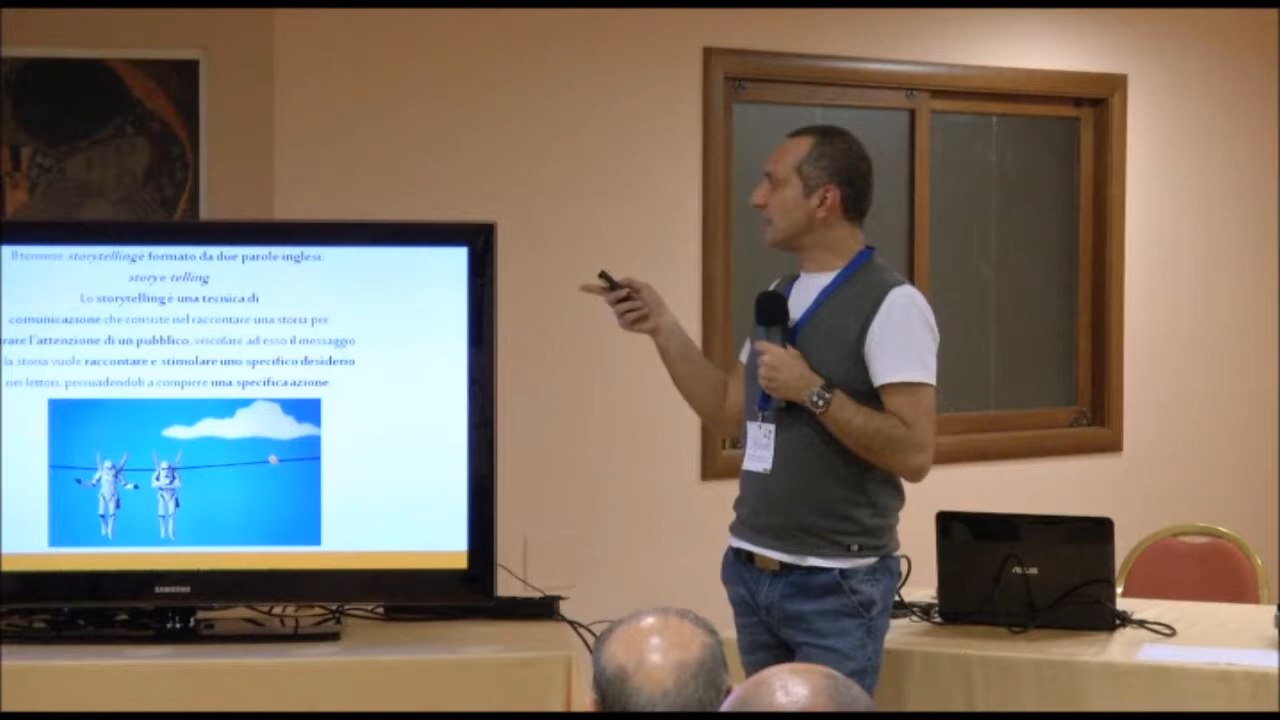 Il termine storytelling è formato da due parole inglesi:
story e telling
Lo storytelling è una tecnica di
comunicazione che consiste nel raccontare una storia per
rare l'attenzione di un pubblico, veicolare ad esso il messaggio
la storia vuole raccontare e stimolare uno specifico desiderio
nei lettori, persuadendoli a compiere una specifica azione
SAMSUNG
ASUS